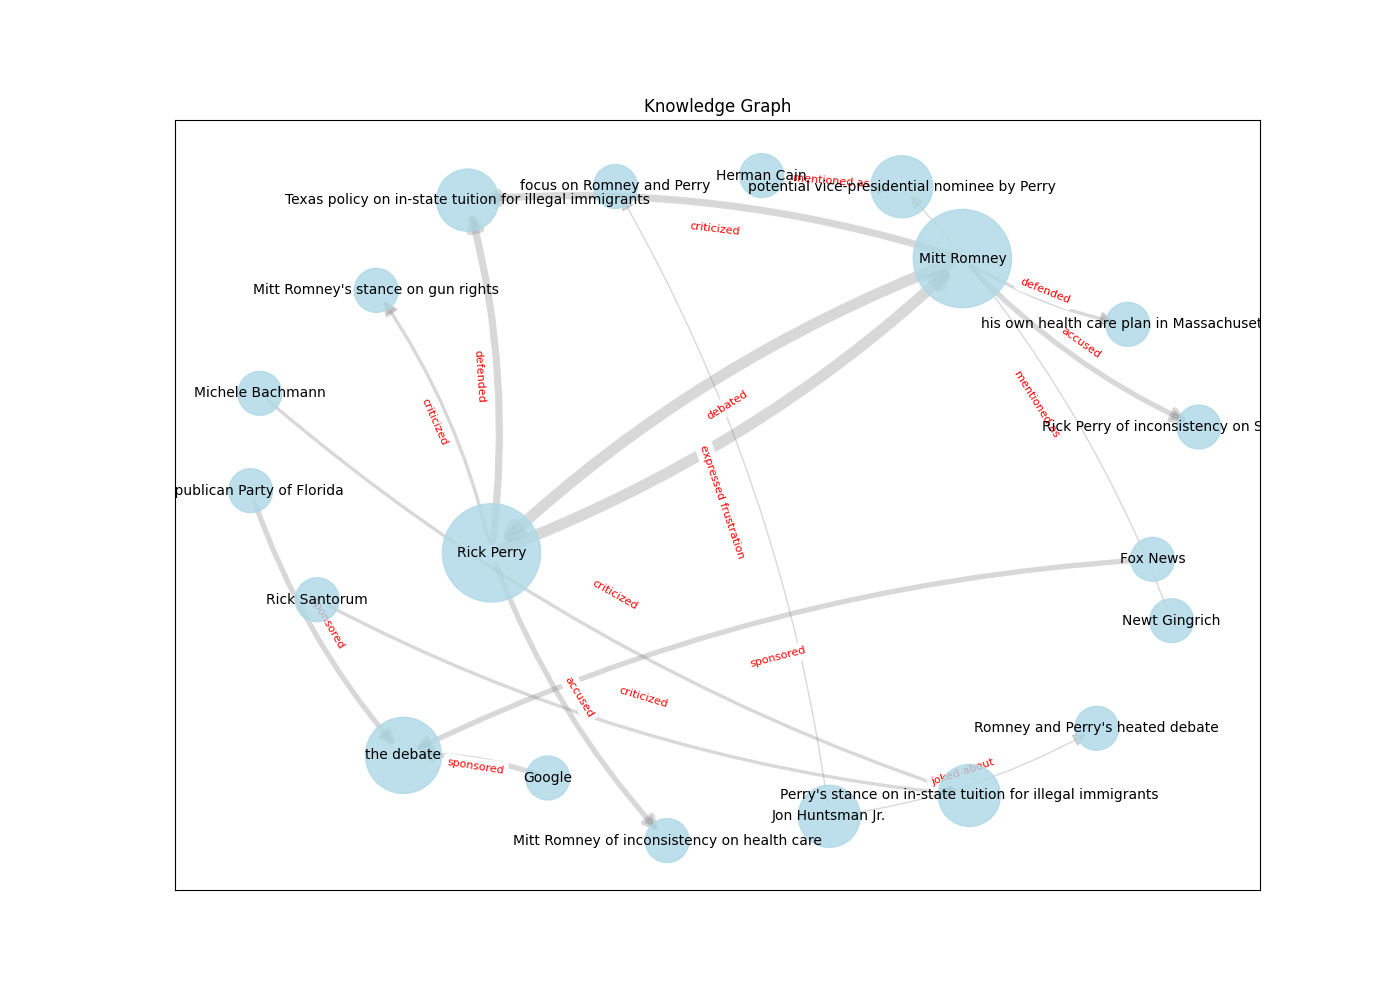 Knowledge Graph
Herman Cain
mentioned as
focus on Romney and Perry
potential vice-presidential nominee by Perry
Texas policy on in-state tuition for illegal immigrants
criticized
Mitt Romney
Mitt Romney's stance on gun rights
defended
his own health care plan in Massachuset
accused
defended
Michele Bachmann
debated
mentioned as
criticized
Rick Perry of inconsistency on S
publican Party of Florida
expressed frustration
Rick Perry
Fox News
criticized
Rick Santorum
sponsored
Newt Gingrich
sponsored
accused
criticized
Romney and Perry's heated debate
the debate
sponsored
joked about
Google
Perry's stance on in-state tuition for illegal immigrants
Jon Huntsman Jr.
Mitt Romney of inconsistency on health care